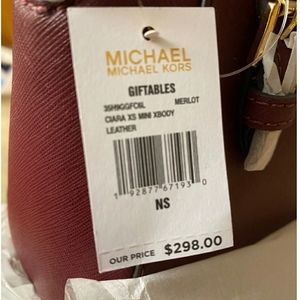 MICHAEL
MICHAEL KORS
GIFTABLES
35H9GGFC6L MERLOT
CIARA XS MINI XBODY
LEATHER
1 92877 67193 0
NS
OUR PRICE $298.00